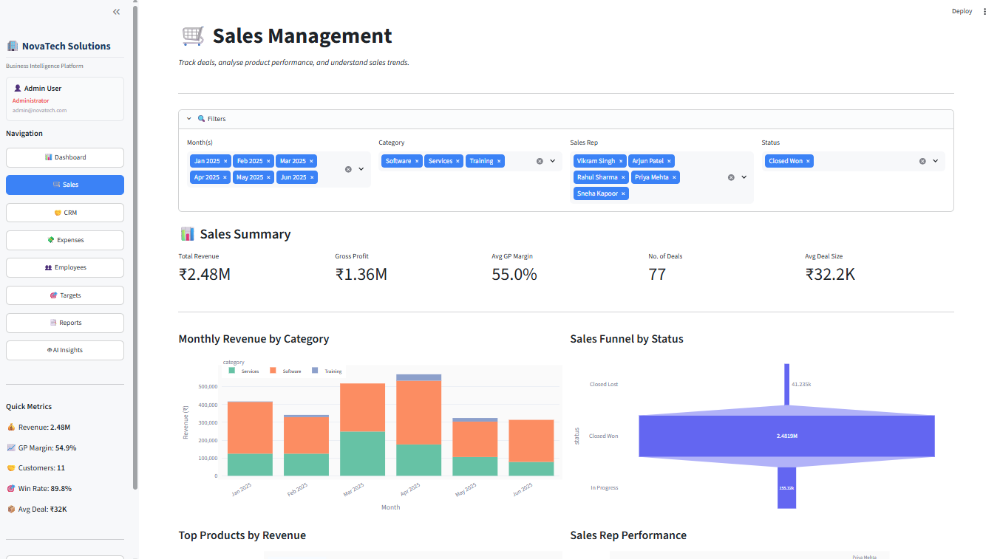 Deploy
NovaTech Solutions
Business Intelligence Platform
Admin User
Administrator
admin@novatech.com
Navigation
Dashboard
Sales
CRM
Expenses
Employees
Targets
Reports
AI Insights
Quick Metrics
Revenue: 2.48M
GP Margin: 54.9%
Customers: 11
Win Rate: 89.8%
Avg Deal: ₹32K
Sales Management
Track deals, analyse product performance, and understand sales trends.
Filters
Month(s) Category Sales Rep Status
Jan 2025 × Feb 2025 × Mar 2025 × Software × Services × Training × Vikram Singh × Arjun Patel × Closed Won ×
Apr 2025 × May 2025 × Jun 2025 × Rahul Sharma × Priya Mehta ×
Sneha Kapoor ×
Sales Summary
Total Revenue Gross Profit Avg GP Margin No. of Deals Avg Deal Size
₹2.48M ₹1.36M 55.0% 77 ₹32.2K
Monthly Revenue by Category
category
Services Software Training
500,000
400,000
300,000
200,000
100,000
0
Revenue (₹)
Jan 2025 Feb 2025 Mar 2025 Apr 2025 May 2025 Jun 2025
Month
Sales Funnel by Status
status
Closed Lost 41.235k
Closed Won 2.4819M
In Progress 155.32k
Top Products by Revenue
Sales Rep Performance
Priya Mehta